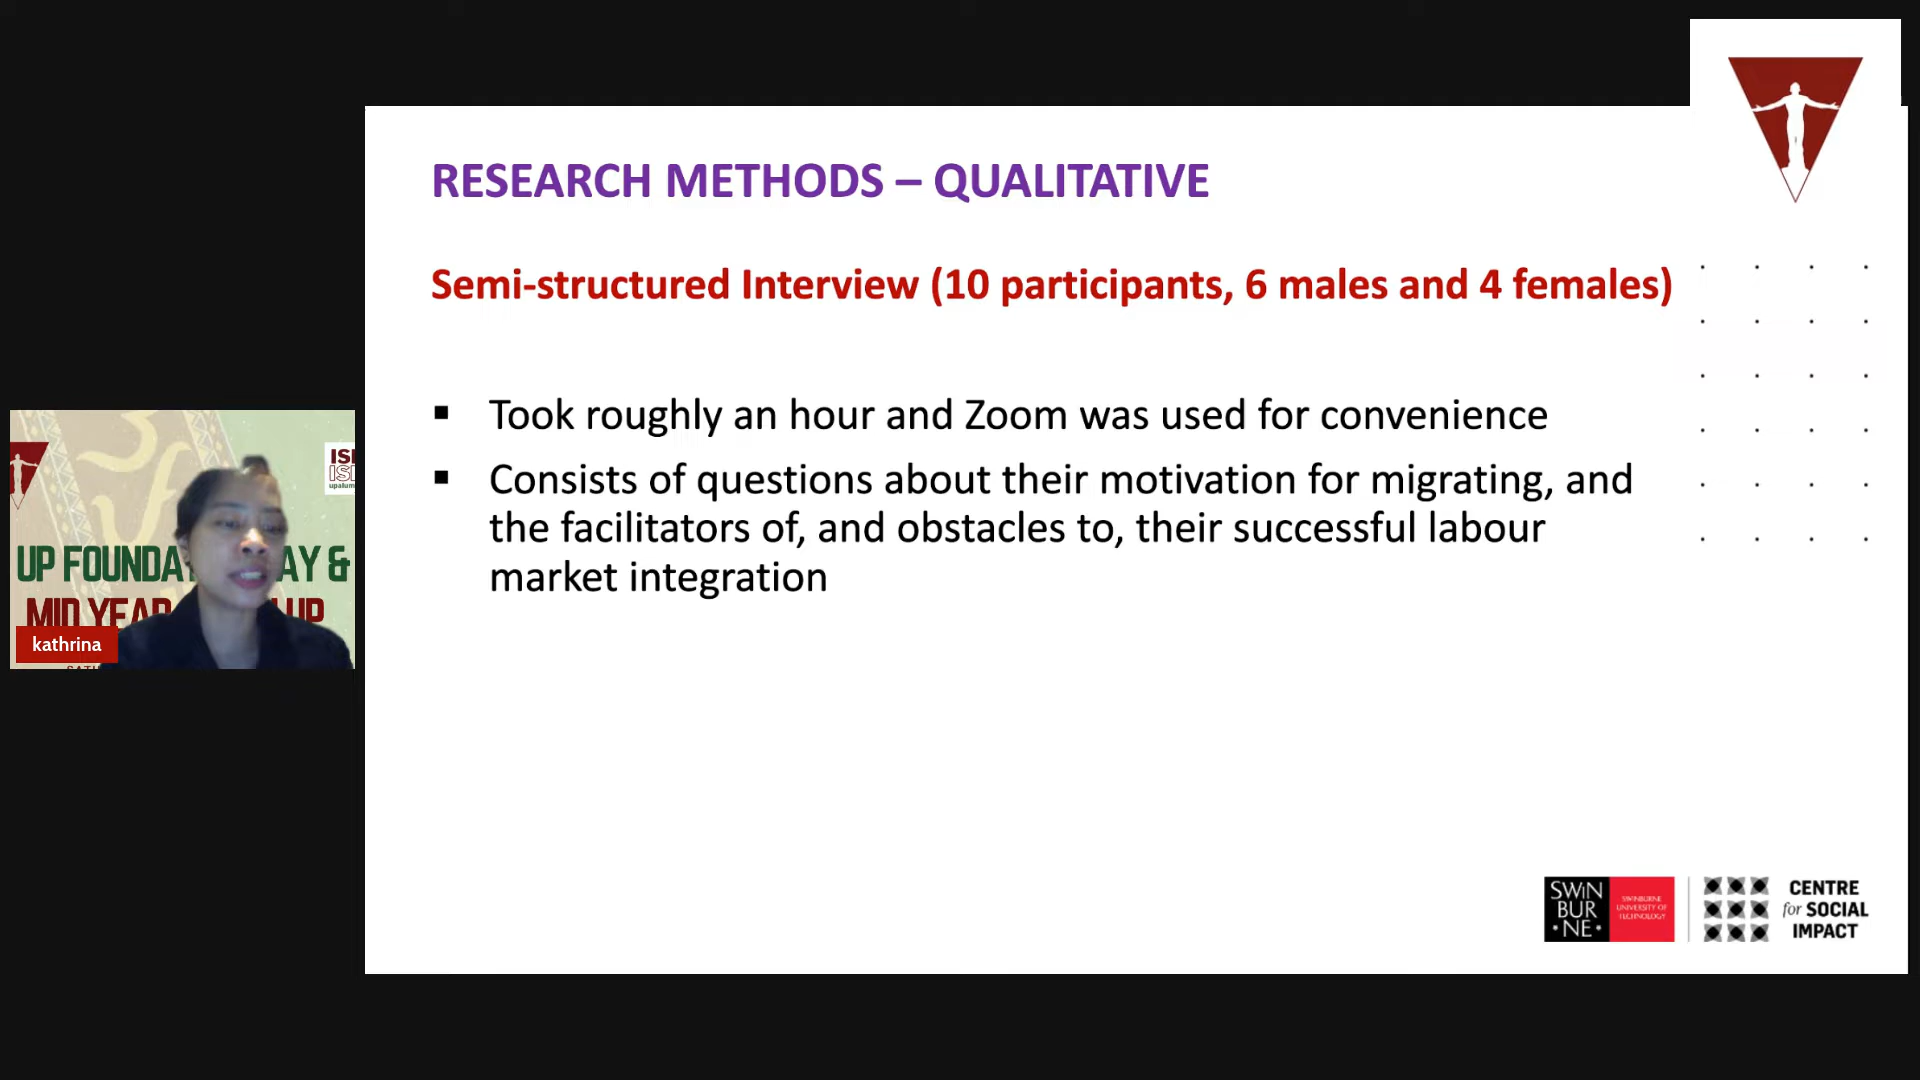 RESEARCH METHODS – QUALITATIVE
Semi-structured Interview (10 participants, 6 males and 4 females)
▪ Took roughly an hour and Zoom was used for convenience
▪ Consists of questions about their motivation for migrating, and
the facilitators of, and obstacles to, their successful labour
market integration
UP FOUNDA AY &
MID YEAR UP
kathrina
SWiN
BUR
•NE•
SWINBURNE
UNIVERSITY OF
TECHNOLOGY
CENTRE
for SOCIAL
IMPACT